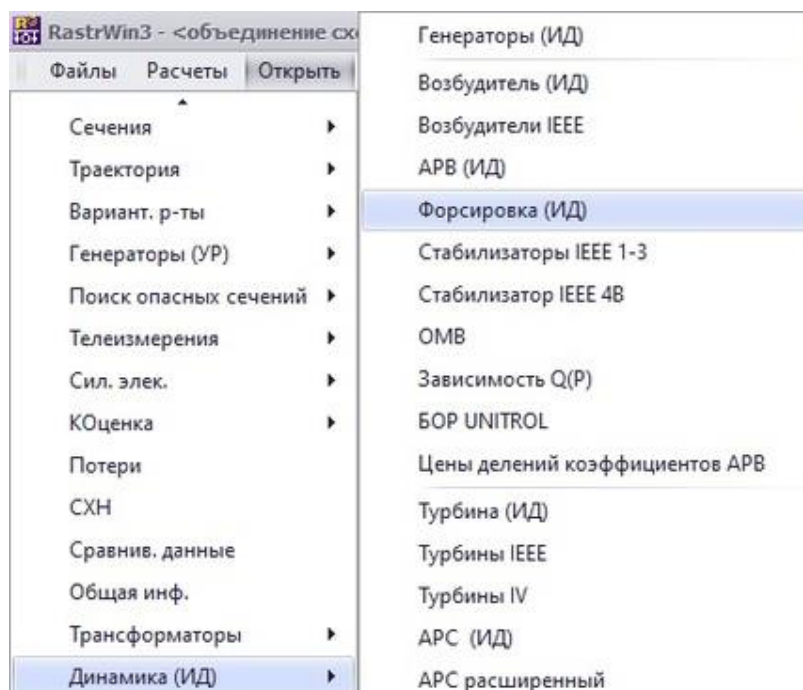 RastrWin3 - <объединение схе
Файлы Расчеты Открыть
Сечения
Траектория
Вариант. р-ты
Генераторы (УР)
Поиск опасных сечений
Телеизмерения
Сил. элек.
КОценка
Потери
СХН
Сравнив. данные
Общая инф.
Трансформаторы
Динамика (ИД)
Генераторы (ИД)
Возбудитель (ИД)
Возбудители IEEE
АРВ (ИД)
Форсировка (ИД)
Стабилизаторы IEEE 1-3
Стабилизатор IEEE 4B
ОМВ
Зависимость Q(P)
БОР UNITROL
Цены делений коэффициентов АРВ
Турбина (ИД)
Турбины IEEE
Турбины IV
АРС (ИД)
АРС расширенный